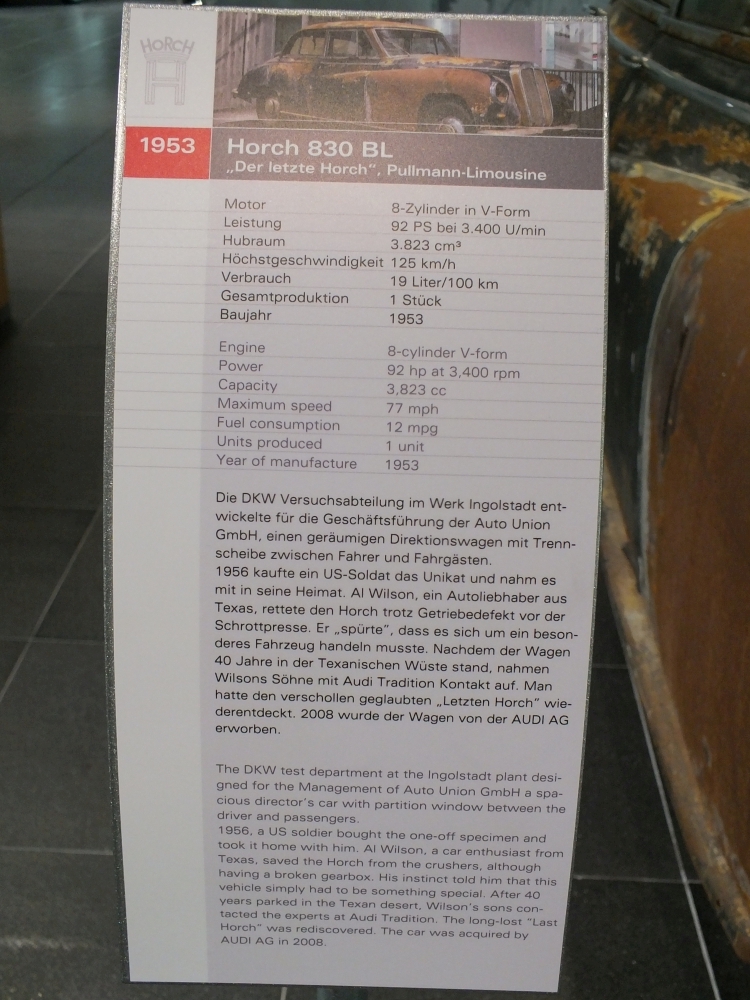 HORCH
1953
Horch 830 BL
„Der letzte Horch“, Pullmann-Limousine
Motor 8-Zylinder in V-Form
Leistung 92 PS bei 3.400 U/min
Hubraum 3.823 cm³
Höchstgeschwindigkeit 125 km/h
Verbrauch 19 Liter/100 km
Gesamtproduktion 1 Stück
Baujahr 1953
Engine 8-cylinder V-form
Power 92 hp at 3,400 rpm
Capacity 3,823 cc
Maximum speed 77 mph
Fuel consumption 12 mpg
Units produced 1 unit
Year of manufacture 1953
Die DKW Versuchsabteilung im Werk Ingolstadt ent-
wickelte für die Geschäftsführung der Auto Union
GmbH, einen geräumigen Direktionswagen mit Trenn-
scheibe zwischen Fahrer und Fahrgästen.
1956 kaufte ein US-Soldat das Unikat und nahm es
mit in seine Heimat. Al Wilson, ein Autoliebhaber aus
Texas, rettete den Horch trotz Getriebedefekt vor der
Schrottpresse. Er „spürte“, dass es sich um ein beson-
deres Fahrzeug handeln musste. Nachdem der Wagen
40 Jahre in der Texanischen Wüste stand, nahmen
Wilsons Söhne mit Audi Tradition Kontakt auf. Man
hatte den verschollen geglaubten „Letzten Horch“ wie-
derentdeckt. 2008 wurde der Wagen von der AUDI AG
erworben.
The DKW test department at the Ingolstadt plant desi-
gned for the Management of Auto Union GmbH a spa-
cious director's car with partition window between the
driver and passengers.
1956, a US soldier bought the one-off specimen and
took it home with him. Al Wilson, a car enthusiast from
Texas, saved the Horch from the crushers, although
having a broken gearbox. His instinct told him that this
vehicle simply had to be something special. After 40
years parked in the Texan desert, Wilson's sons con-
tacted the experts at Audi Tradition. The long-lost “Last
Horch” was rediscovered. The car was acquired by
AUDI AG in 2008.